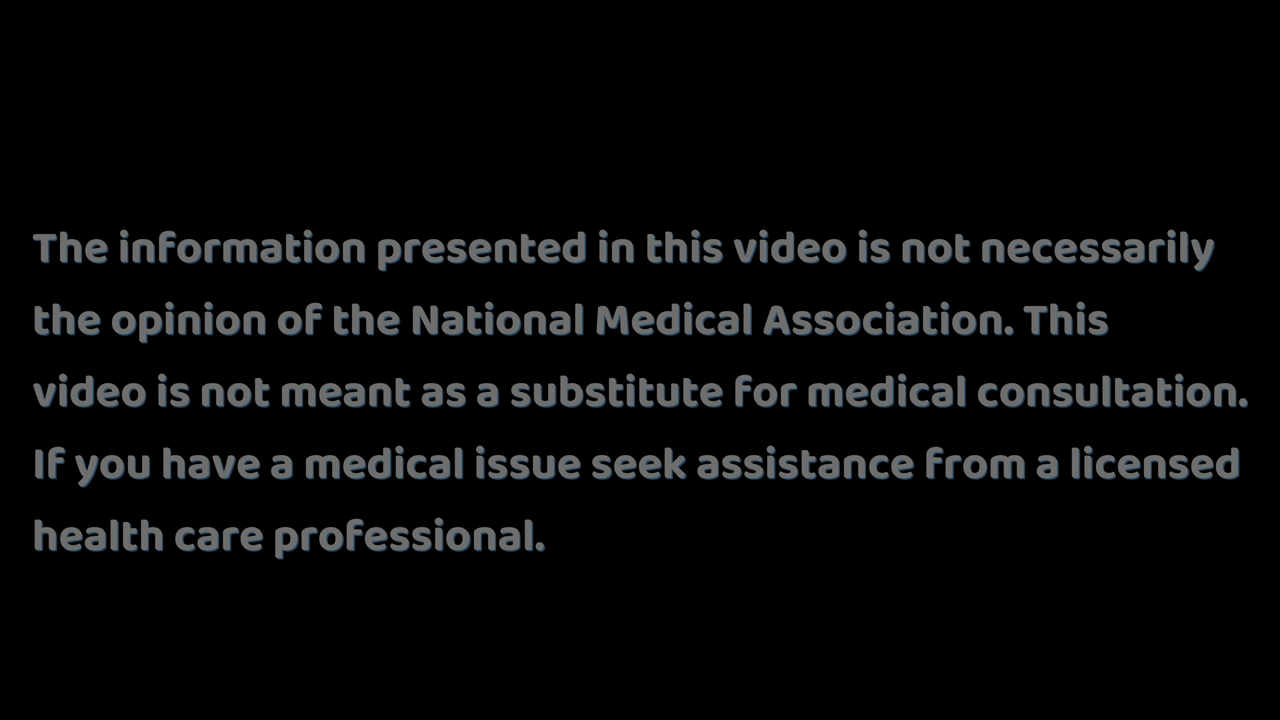 The information presented in this video is not necessarily
the opinion of the National Medical Association. This
video is not meant as a substitute for medical consultation.
If you have a medical issue seek assistance from a licensed
health care professional.